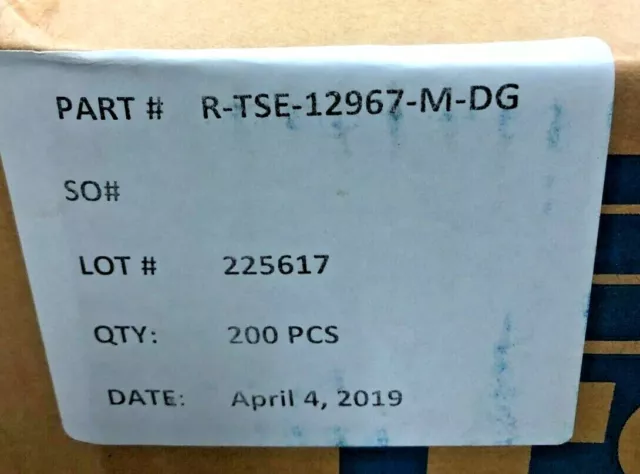 PART # R-TSE-12967-M-DG
SO#
LOT # 225617
QTY: 200 PCS
DATE: April 4, 2019